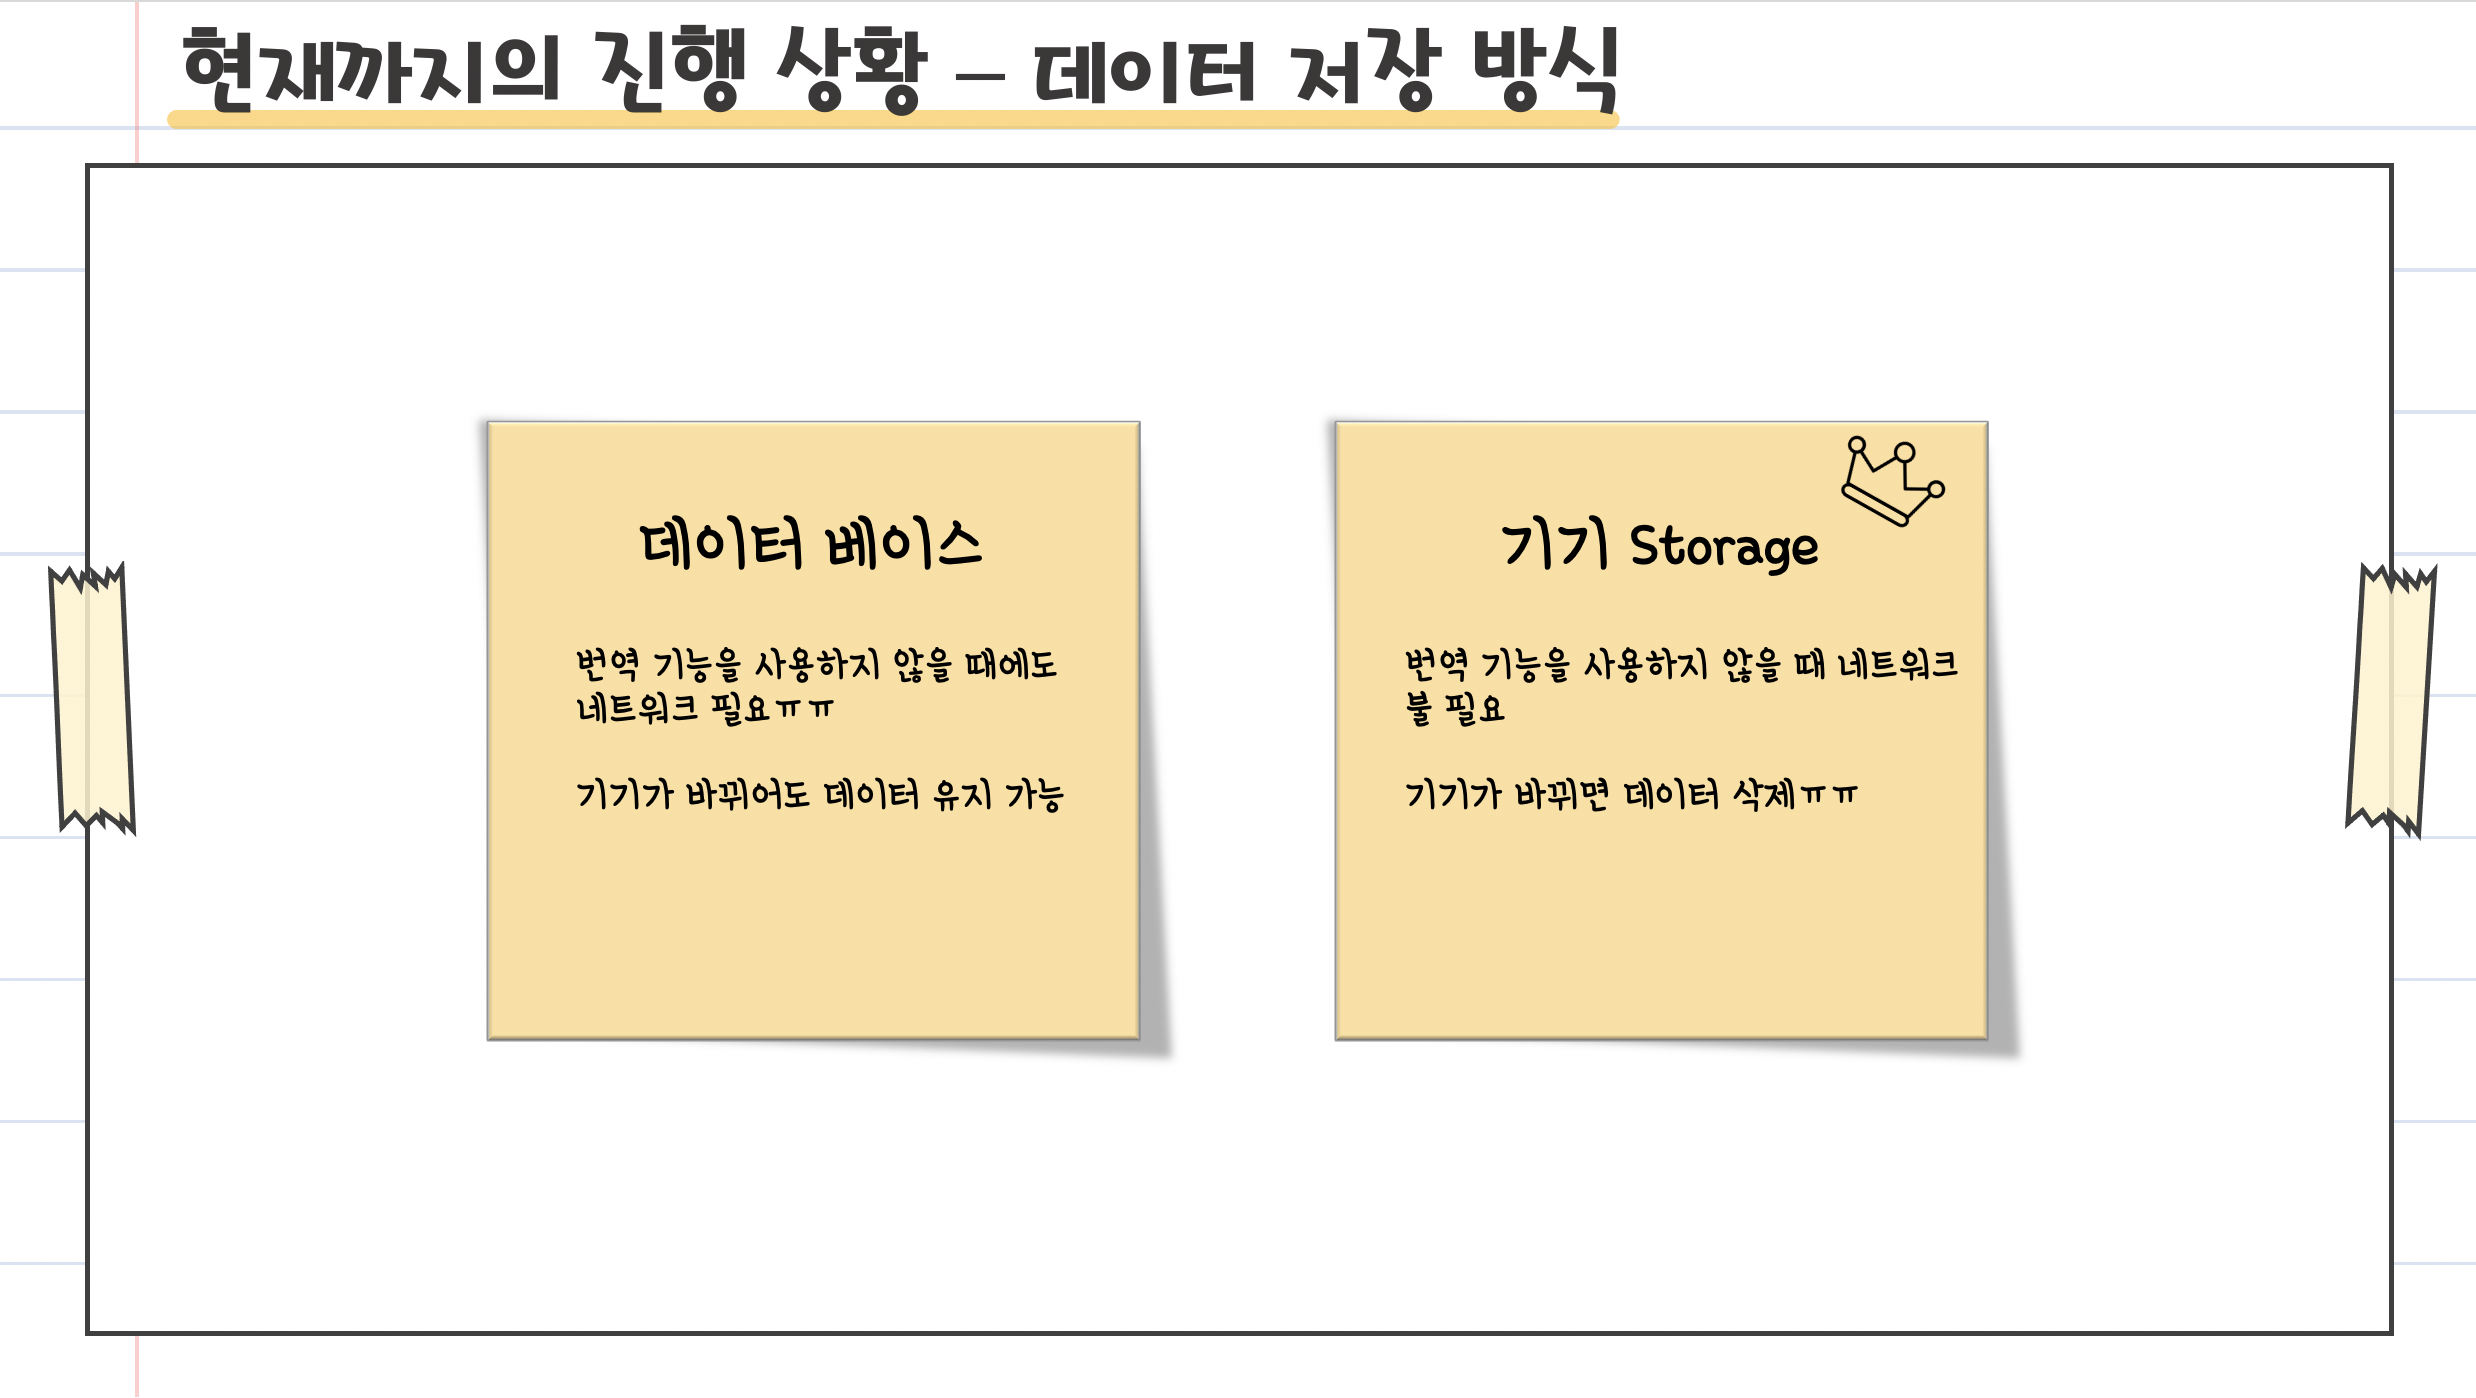 현재까지의 진행 상황 – 데이터 저장 방식
데이터 베이스
번역 기능을 사용하지 않을 때에도
네트워크 필요ㅠㅠ
기기가 바뀌어도 데이터 유지 가능
기기 Storage
번역 기능을 사용하지 않을 때 네트워크
불 필요
기기가 바뀌면 데이터 삭제ㅠㅠ